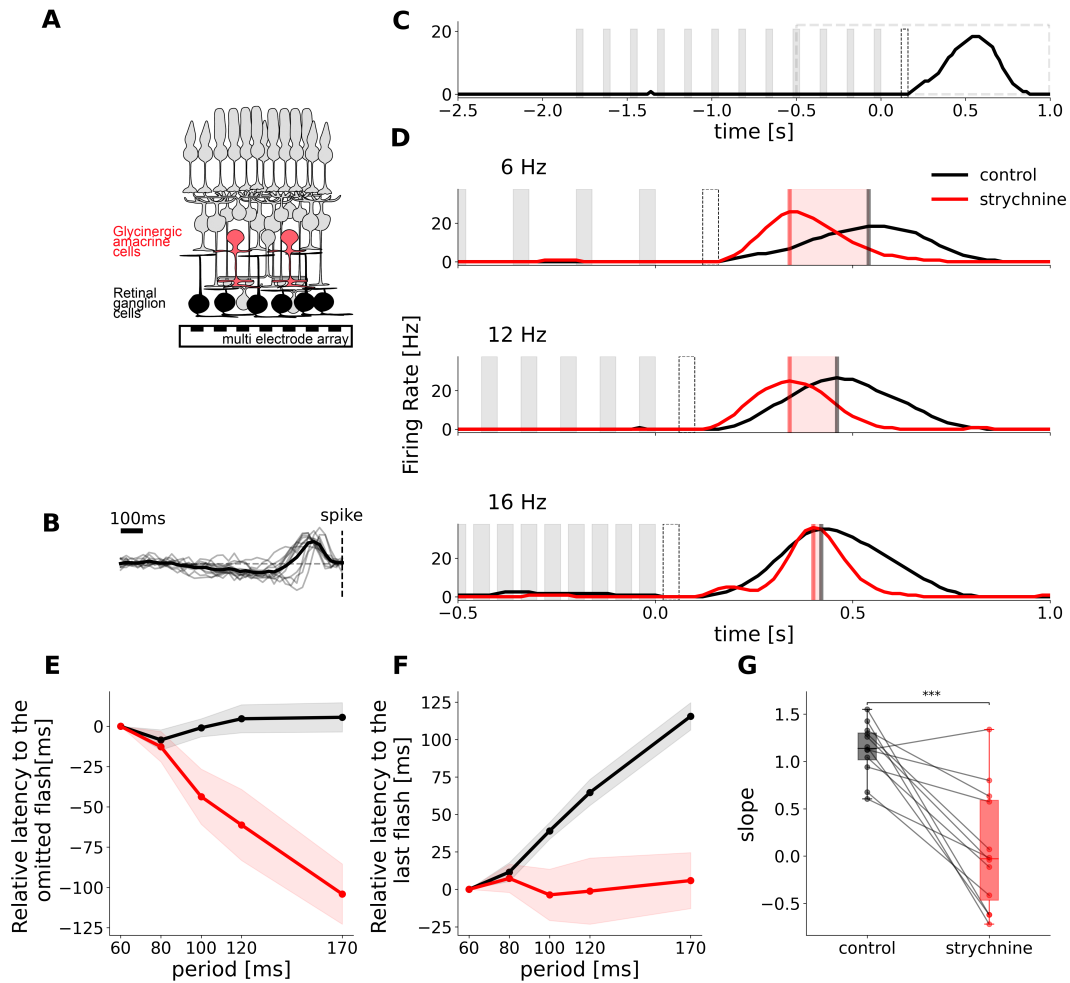 A
Glycinergic
amacrine
cells
Retinal
ganglion
cells
multi electrode array
B
100ms
spike
C
20
0
−2.5 −2.0 −1.5 −1.0 −0.5 0.0 0.5 1.0
time [s]
D
control
strychnine
Firing Rate [Hz]
6 Hz
20
0
12 Hz
20
0
16 Hz
20
0
−0.5 0.0 0.5 1.0
time [s]
E
Relative latency to the
omitted flash[ms]
0
−25
−50
−75
−100
−125
60 80 100 120 170
period [ms]
F
Relative latency to the
last flash [ms]
125
100
75
50
25
0
−25
60 80 100 120 170
period [ms]
G
slope
***
1.5
1.0
0.5
0.0
−0.5
control strychnine